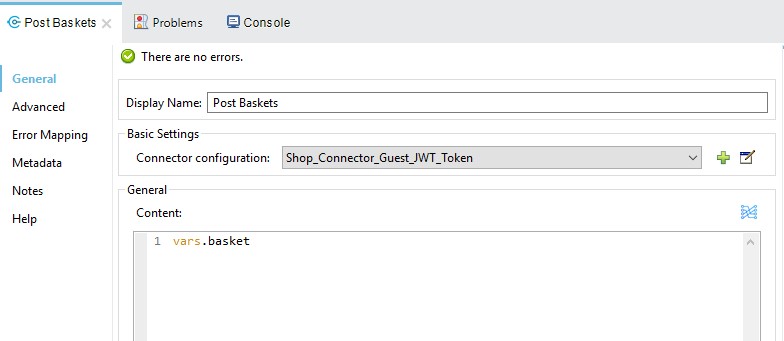 Post Baskets Problems Console
There are no errors.
General
Advanced
Error Mapping
Metadata
Notes
Help
Display Name: Post Baskets
Basic Settings
Connector configuration: Shop_Connector_Guest_JWT_Token
General
Content:
1 vars.basket